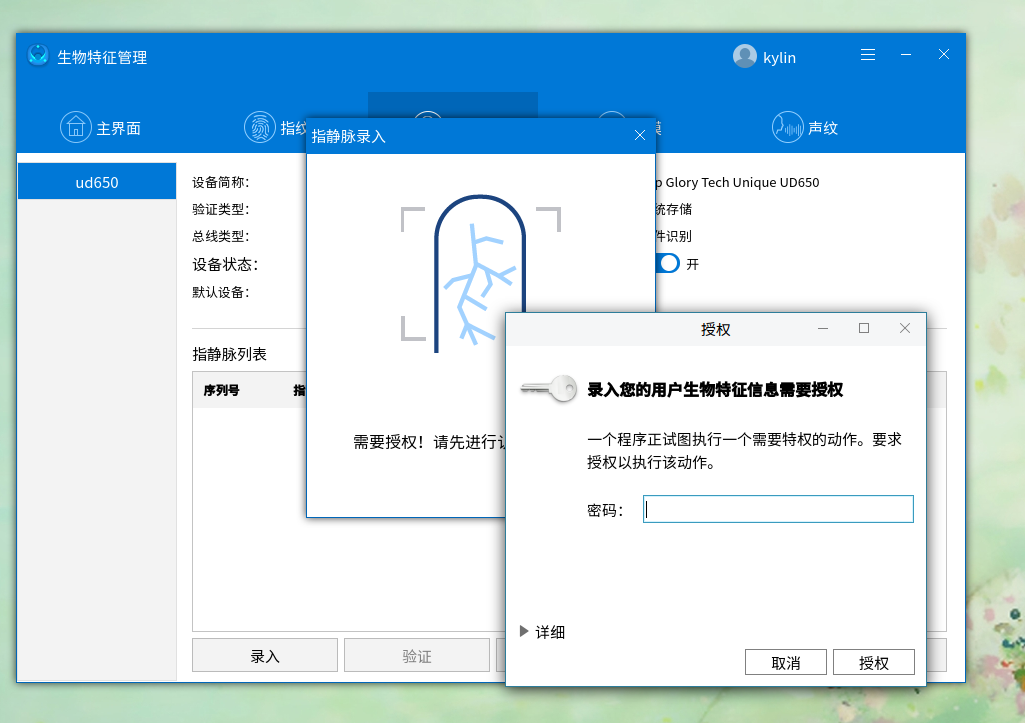 生物特征管理
kylin
主界面
指纹
声纹
指静脉录入
ud650
设备简称：
p Glory Tech Unique UD650
验证类型：
统存储
总线类型：
件识别
设备状态：
开
默认设备：
授权
指静脉列表
序列号
指
录入您的用户生物特征信息需要授权
需要授权！请先进行
一个程序正试图执行一个需要特权的动作。要求
授权以执行该动作。
密码：
详细
录入
验证
取消
授权